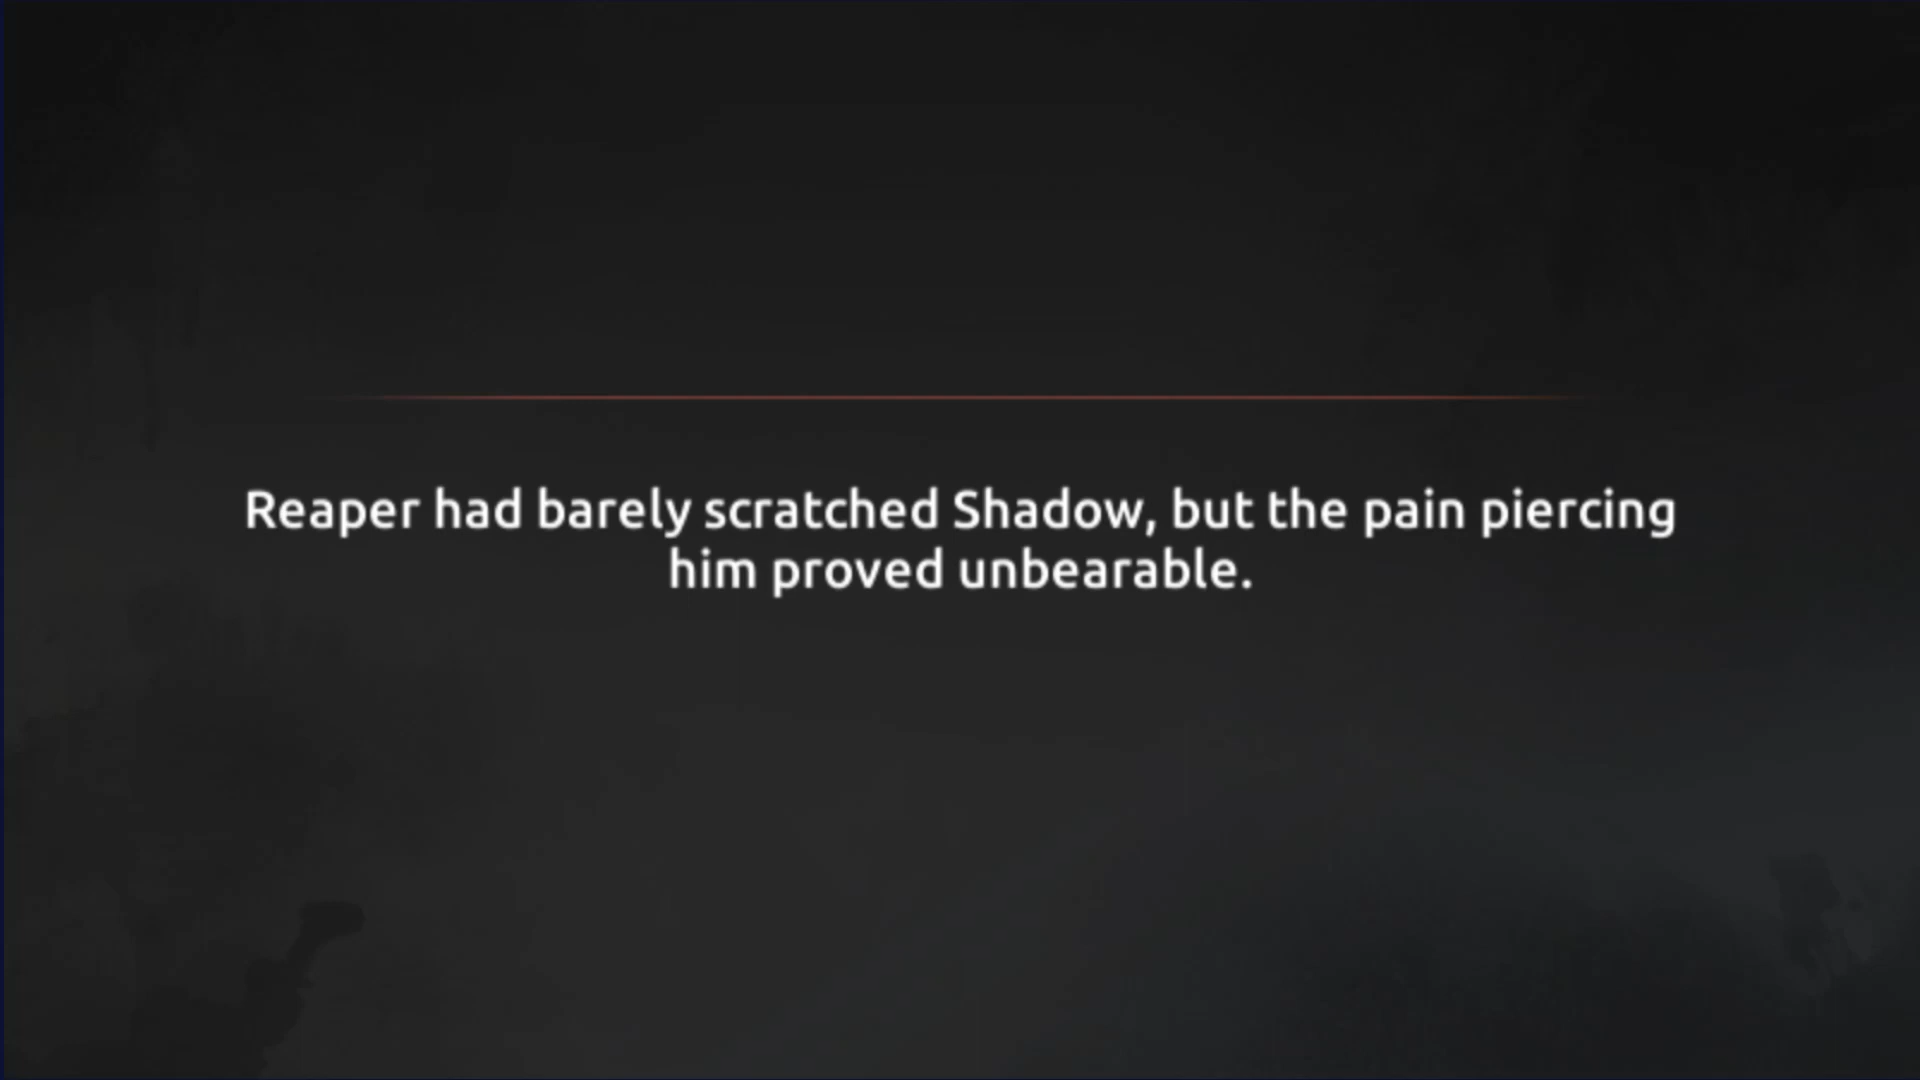 Reaper had barely scratched Shadow, but the pain piercing
him proved unbearable.